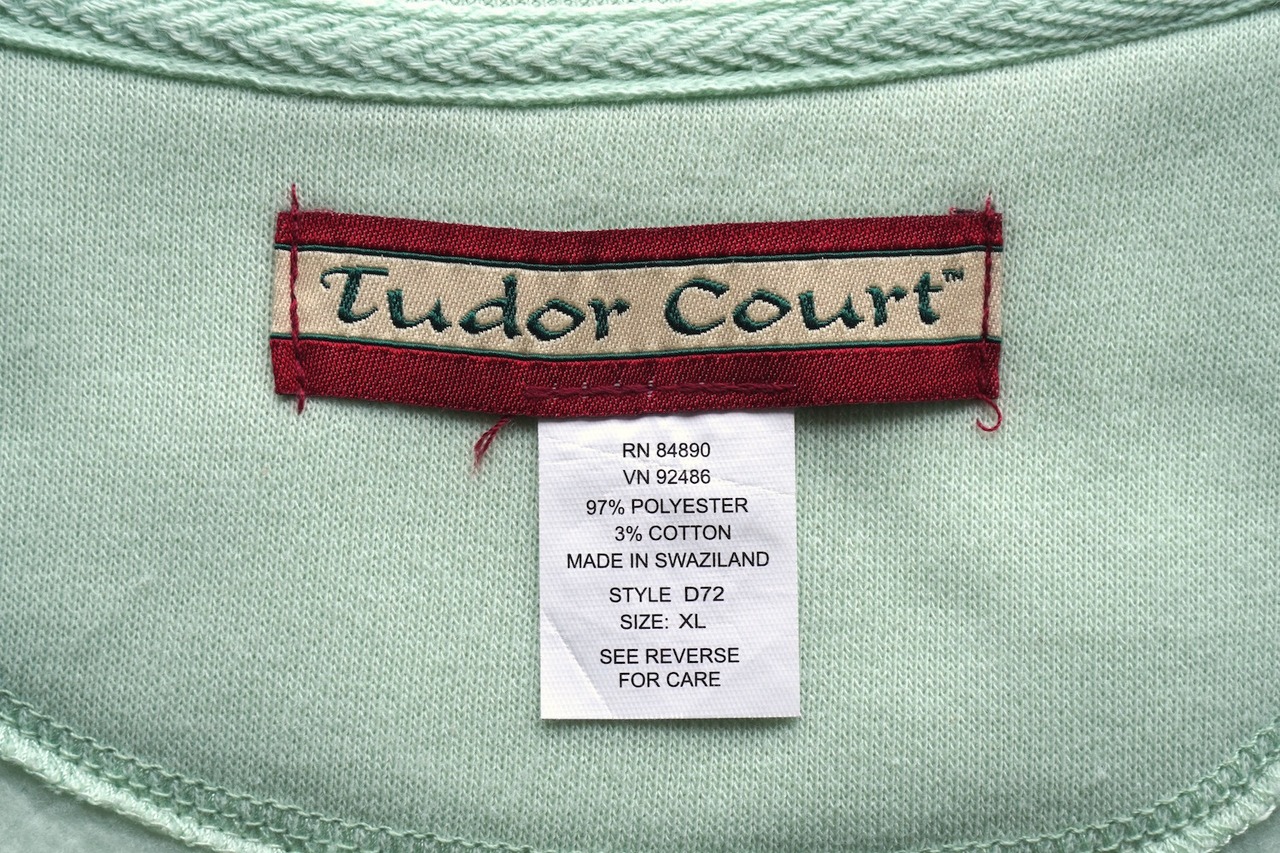 Tudor Court™
RN 84890
VN 92486
97% POLYESTER
3% COTTON
MADE IN SWAZILAND
STYLE D72
SIZE: XL
SEE REVERSE
FOR CARE